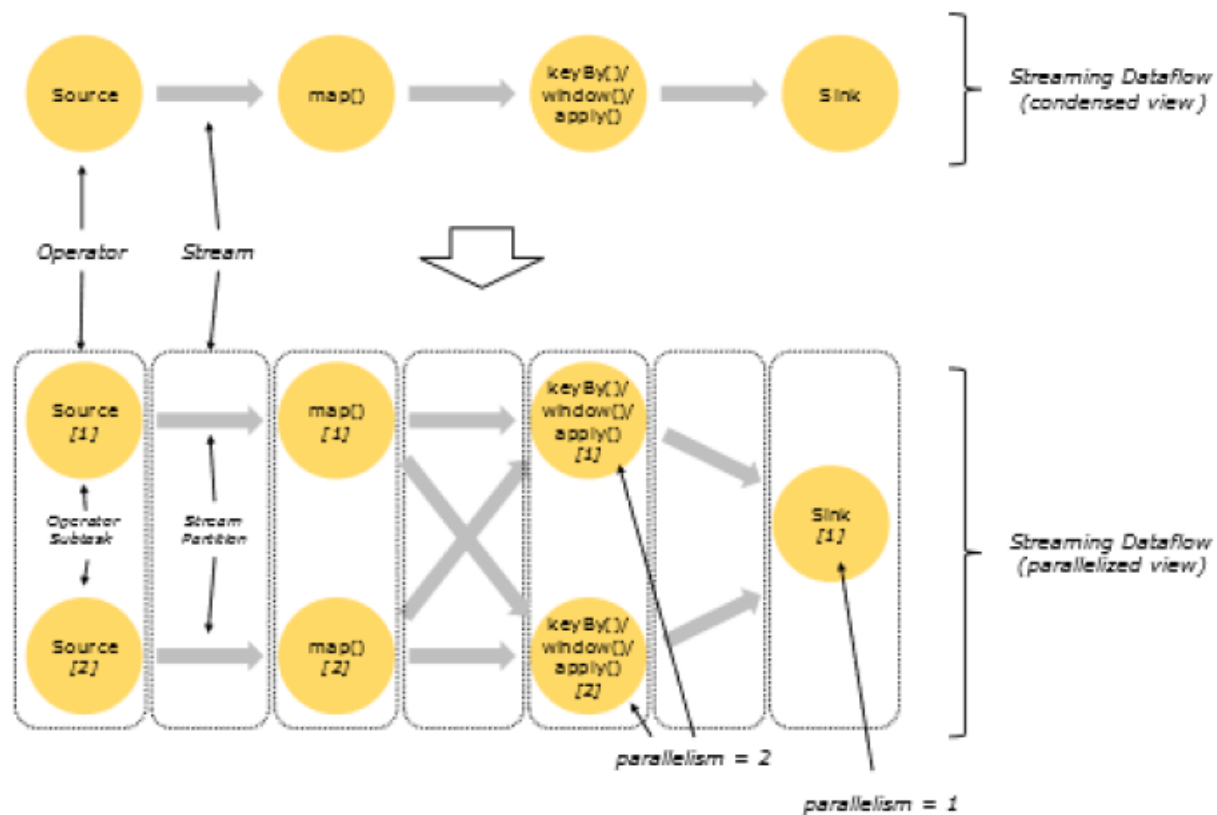 Source
map()
keyBy()/
window()/
apply()
Sink
Streaming Dataflow
(condensed view)
Operator
Stream
Source
[1]
map()
[1]
keyBy()/
window()/
apply()
[1]
Operator
Subtask
Stream
Partition
Sink
[1]
Streaming Dataflow
(parallelized view)
Source
[2]
map()
[2]
keyBy()/
window()/
apply()
[2]
parallelism = 2
parallelism = 1